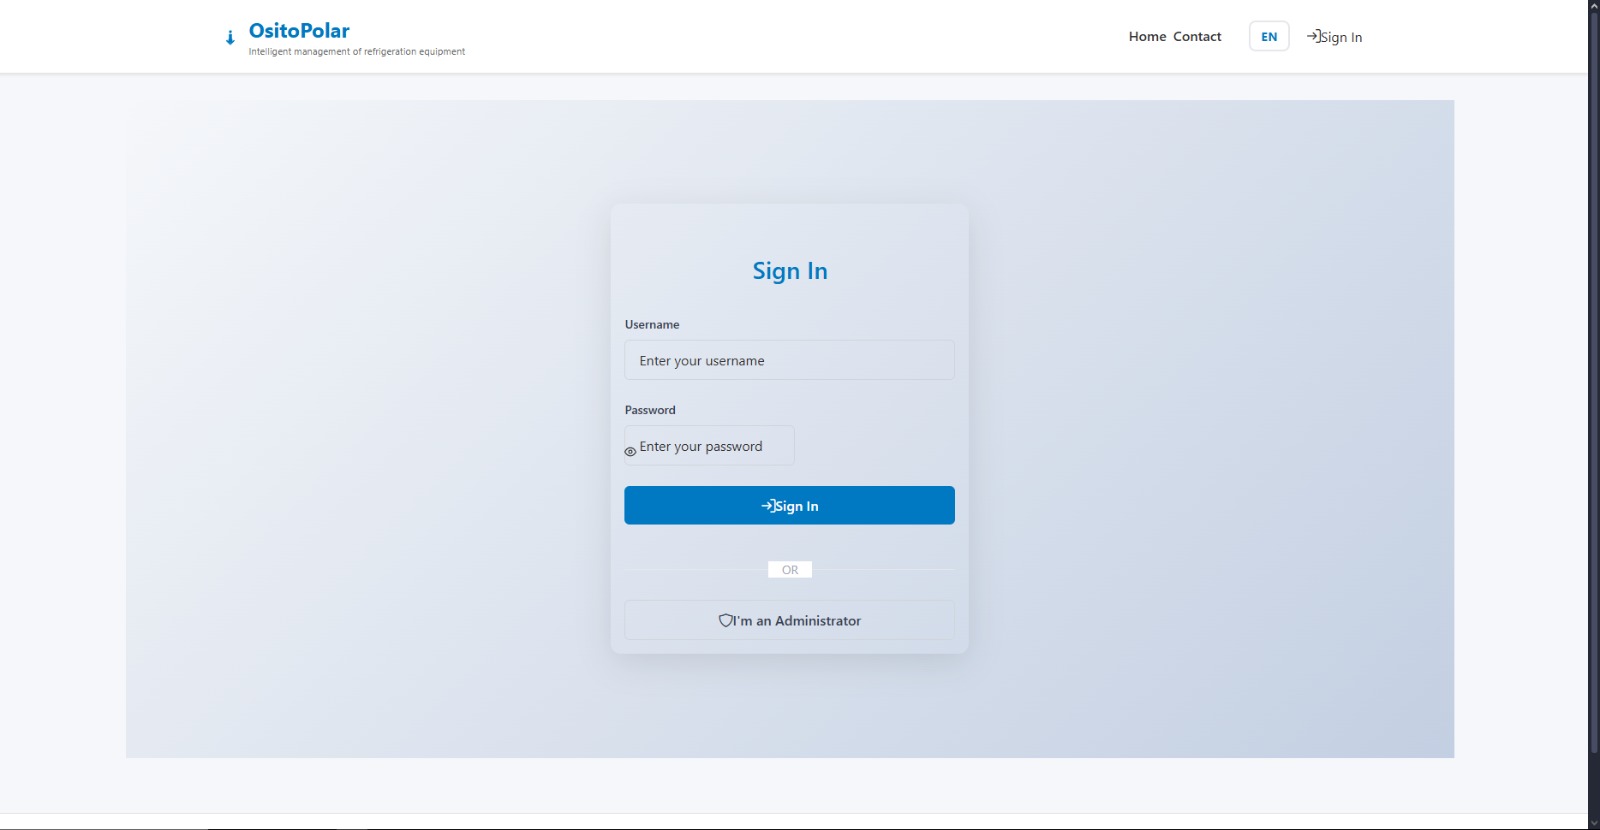 OsitoPolar
Intelligent management of refrigeration equipment
Home Contact EN Sign In
Sign In
Username
Enter your username
Password
Enter your password
Sign In
OR
I'm an Administrator